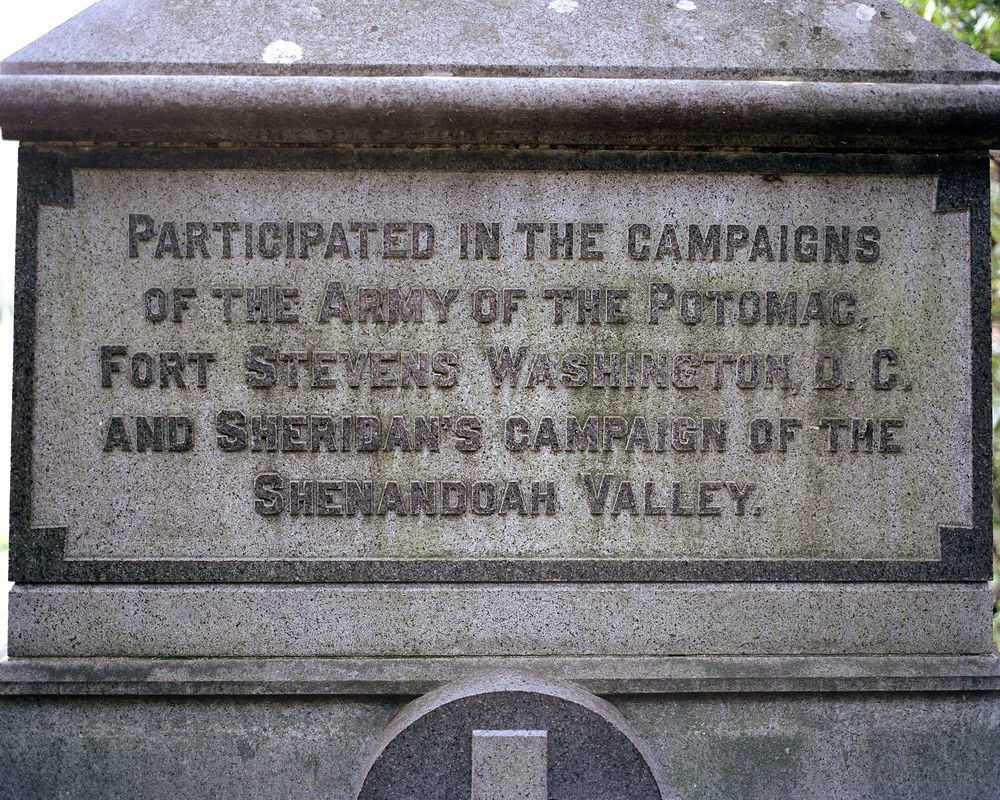 PARTICIPATED IN THE CAMPAIGNS
OF THE ARMY OF THE POTOMAC,
FORT STEVENS WASHINGTON, D. C.
AND SHERIDAN'S CAMPAIGN OF THE
SHENANDOAH VALLEY.